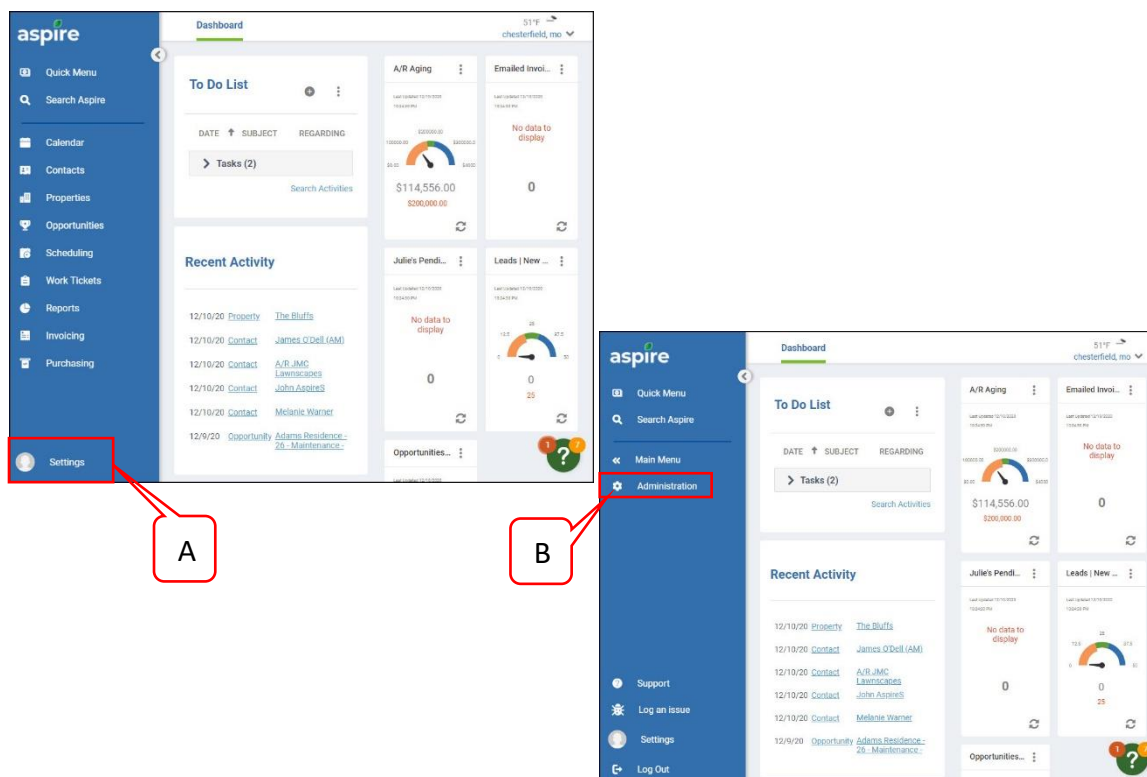 aspire
Dashboard
51°F
chesterfield, mo
Quick Menu
Search Aspire
Calendar
Contacts
Properties
Opportunities
Scheduling
Work Tickets
Reports
Invoicing
Purchasing
Settings
To Do List
DATE SUBJECT REGARDING
Tasks (2)
Search Activities
Recent Activity
12/10/20 Property The Bluffs
12/10/20 Contact James O'Dell (AM)
12/10/20 Contact A/R JMC
Lawnscapes
12/10/20 Contact John AspireS
12/10/20 Contact Melanie Warner
12/9/20 Opportunity Adams Residence -
26 - Maintenance -
A/R Aging
$114,556.00
$200,000.00
Emailed Invoi...
No data to
display
0
Julie's Pendi...
No data to
display
0
Leads | New ...
0
25
Opportunities...
1
?
A
aspire
Dashboard
51°F
chesterfield, mo
Quick Menu
Search Aspire
Main Menu
Administration
Support
Log an issue
Settings
Log Out
To Do List
DATE SUBJECT REGARDING
Tasks (2)
Search Activities
Recent Activity
12/10/20 Property The Bluffs
12/10/20 Contact James O'Dell (AM)
12/10/20 Contact A/R JMC
Lawnscapes
12/10/20 Contact John AspireS
12/10/20 Contact Melanie Warner
12/9/20 Opportunity Adams Residence -
26 - Maintenance -
A/R Aging
$114,556.00
$200,000.00
Emailed Invoi...
No data to
display
0
Julie's Pendi...
No data to
display
0
Leads | New ...
0
25
Opportunities...
1
?
B